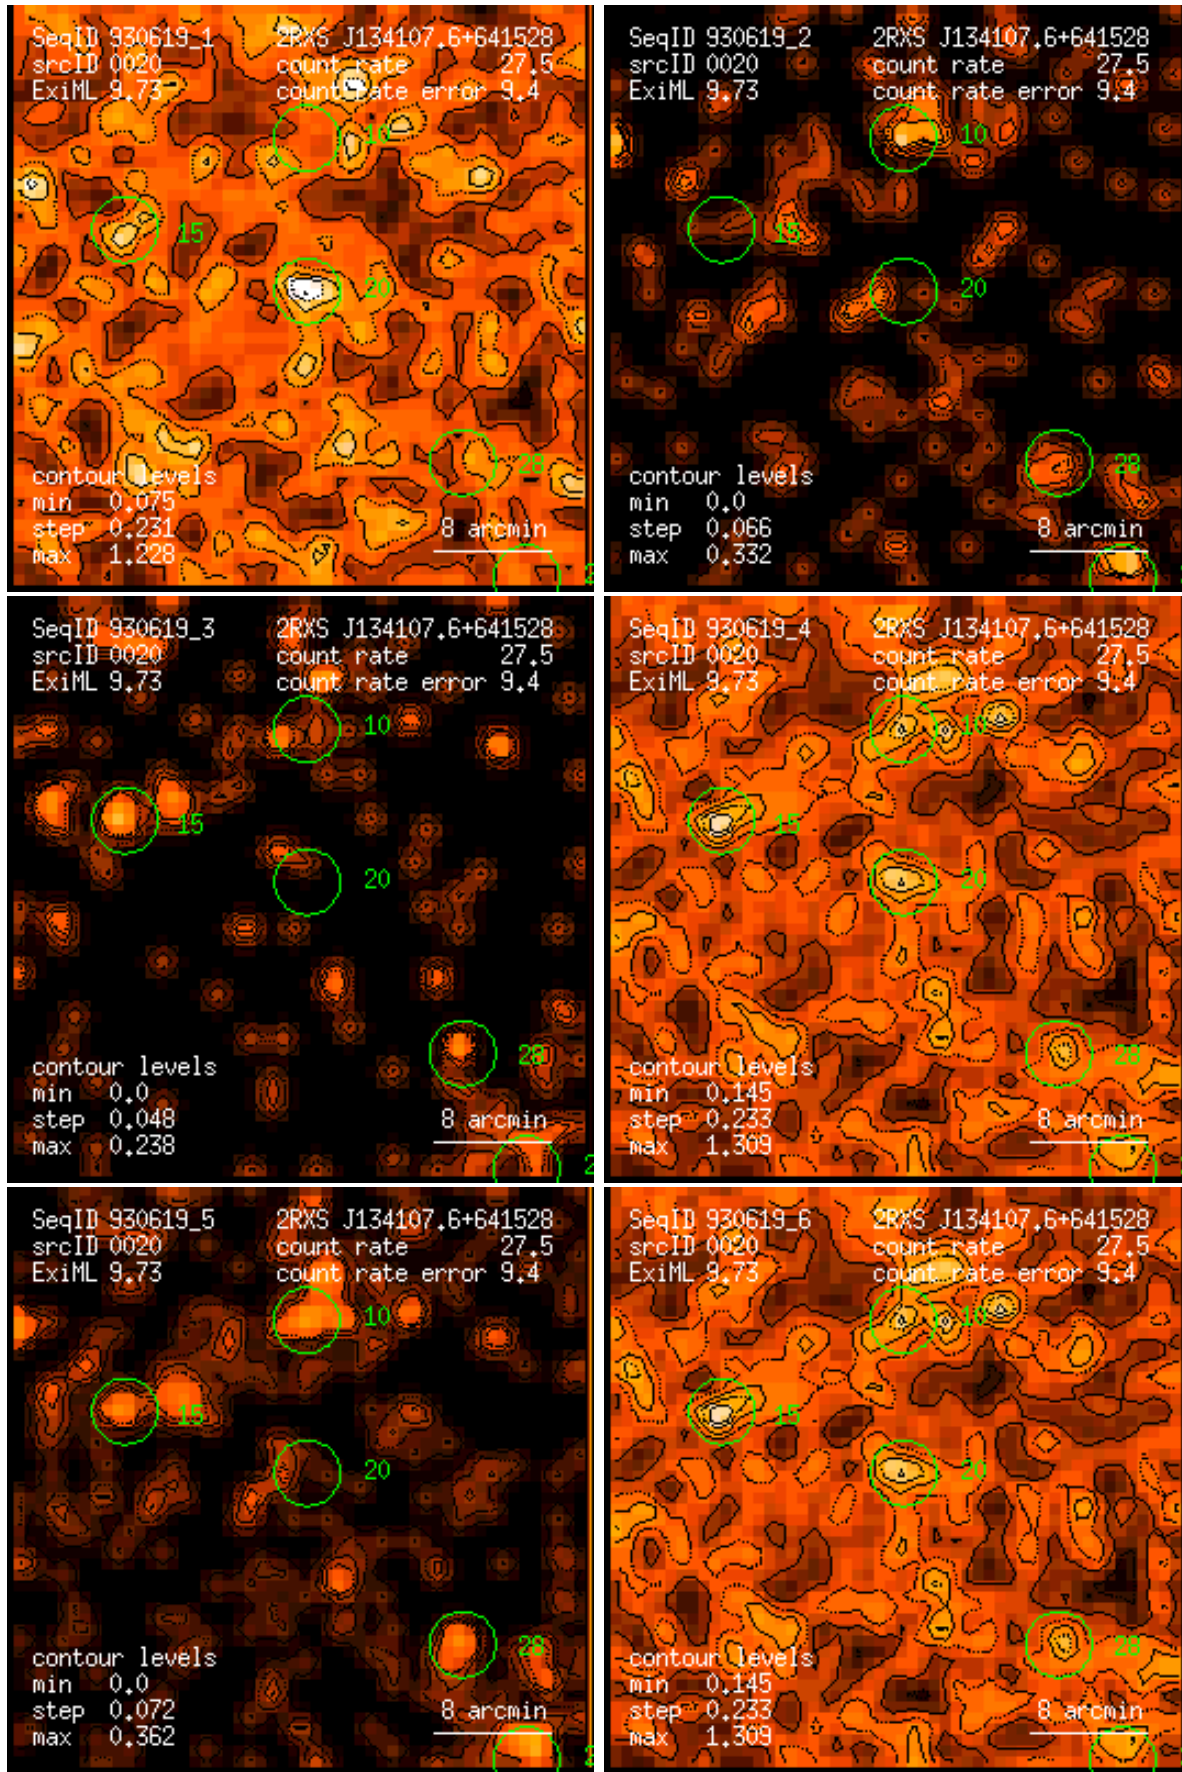 SeqID 930619_1 2RXS J134107.6+641528
srcID 0020 count rate 27.5
ExiML 9.73 count rate error 9.4
10
15
20
28
contour levels
min 0.075
step 0.231 8 arcmin
max 1.228
SeqID 930619_2 2RXS J134107.6+641528
srcID 0020 count rate 27.5
ExiML 9.73 count rate error 9.4
10
15
20
28
contour levels
min 0.0
step 0.066 8 arcmin
max 0.332
SeqID 930619_3 2RXS J134107.6+641528
srcID 0020 count rate 27.5
ExiML 9.73 count rate error 9.4
10
15
20
28
contour levels
min 0.0
step 0.048 8 arcmin
max 0.238
SeqID 930619_4 2RXS J134107.6+641528
srcID 0020 count rate 27.5
ExiML 9.73 count rate error 9.4
10
15
20
28
contour levels
min 0.145
step 0.233 8 arcmin
max 1.309
SeqID 930619_5 2RXS J134107.6+641528
srcID 0020 count rate 27.5
ExiML 9.73 count rate error 9.4
10
15
20
28
contour levels
min 0.0
step 0.072 8 arcmin
max 0.362
SeqID 930619_6 2RXS J134107.6+641528
srcID 0020 count rate 27.5
ExiML 9.73 count rate error 9.4
10
15
20
28
contour levels
min 0.145
step 0.233 8 arcmin
max 1.309